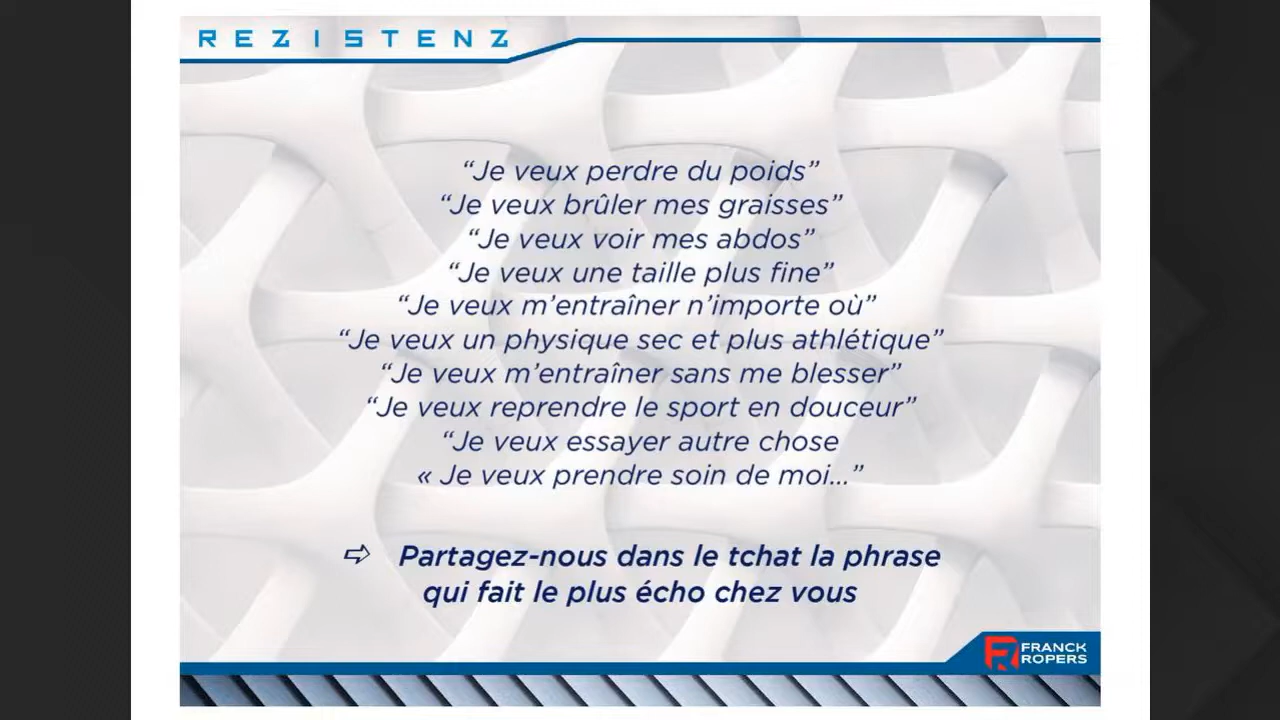 REZISTENZ
“Je veux perdre du poids”
“Je veux brûler mes graisses”
“Je veux voir mes abdos”
“Je veux une taille plus fine”
“Je veux m’entraîner n’importe où”
“Je veux un physique sec et plus athlétique”
“Je veux m’entraîner sans me blesser”
“Je veux reprendre le sport en douceur”
“Je veux essayer autre chose
« Je veux prendre soin de moi...”
⇨ Partagez-nous dans le tchat la phrase
qui fait le plus écho chez vous
FRANCK
ROPERS